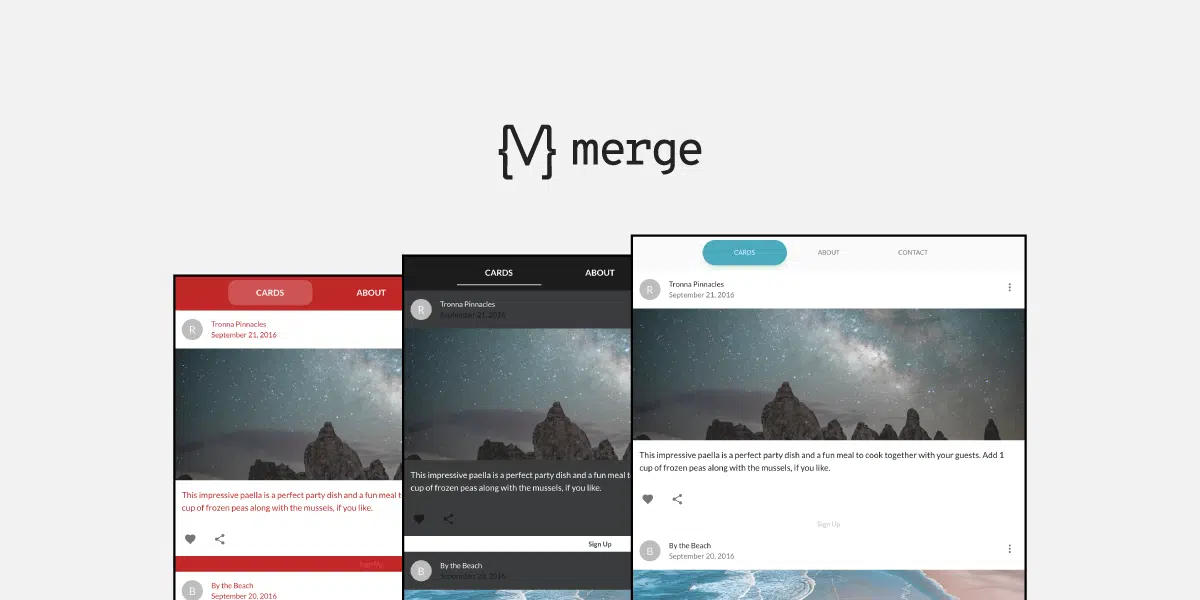 {M} merge
CARDS
ABOUT
R
Tronna Pinnacles
September 21, 2016
This impressive paella is a perfect party dish and a fun meal t
cup of frozen peas along with the mussels, if you like.
Sign Up
B
By the Beach
September 20, 2016
CARDS
ABOUT
R
Tronna Pinnacles
September 21, 2016
This impressive paella is a perfect party dish and a fun meal t
cup of frozen peas along with the mussels, if you like.
Sign Up
B
By the Beach
September 20, 2016
CARDS
ABOUT
CONTACT
R
Tronna Pinnacles
September 21, 2016
This impressive paella is a perfect party dish and a fun meal to cook together with your guests. Add 1
cup of frozen peas along with the mussels, if you like.
Sign Up
B
By the Beach
September 20, 2016